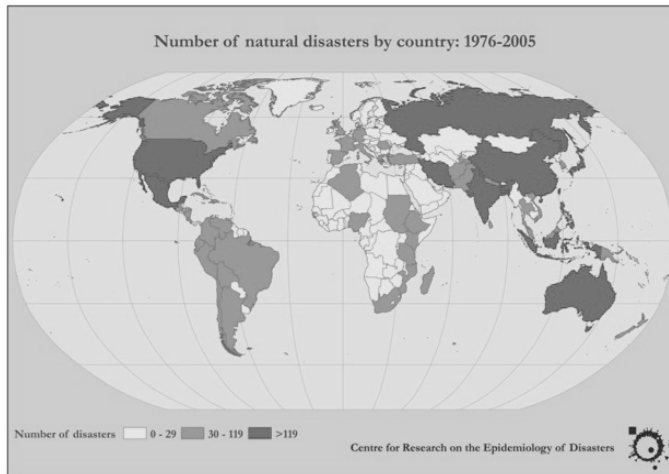 Number of natural disasters by country: 1976-2005
Number of disasters 0 - 29 30 - 119 >119
Centre for Research on the Epidemiology of Disasters